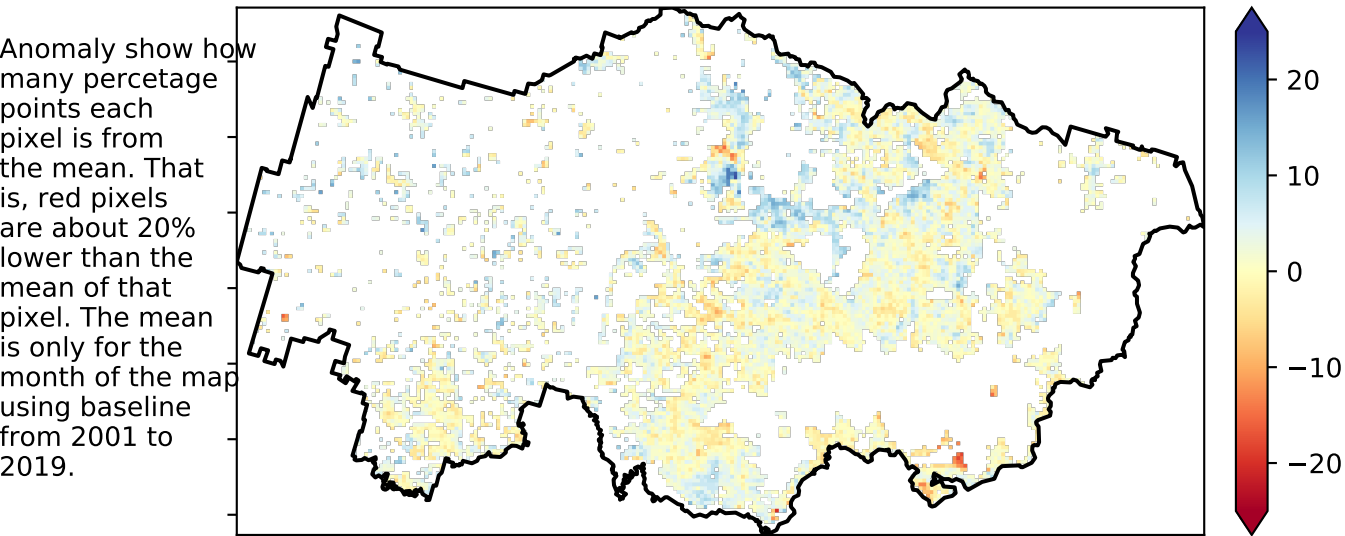 Anomaly show how
many percetage
points each
pixel is from
the mean. That
is, red pixels
are about 20%
lower than the
mean of that
pixel. The mean
is only for the
month of the map
using baseline
from 2001 to
2019.
20
10
0
−10
−20